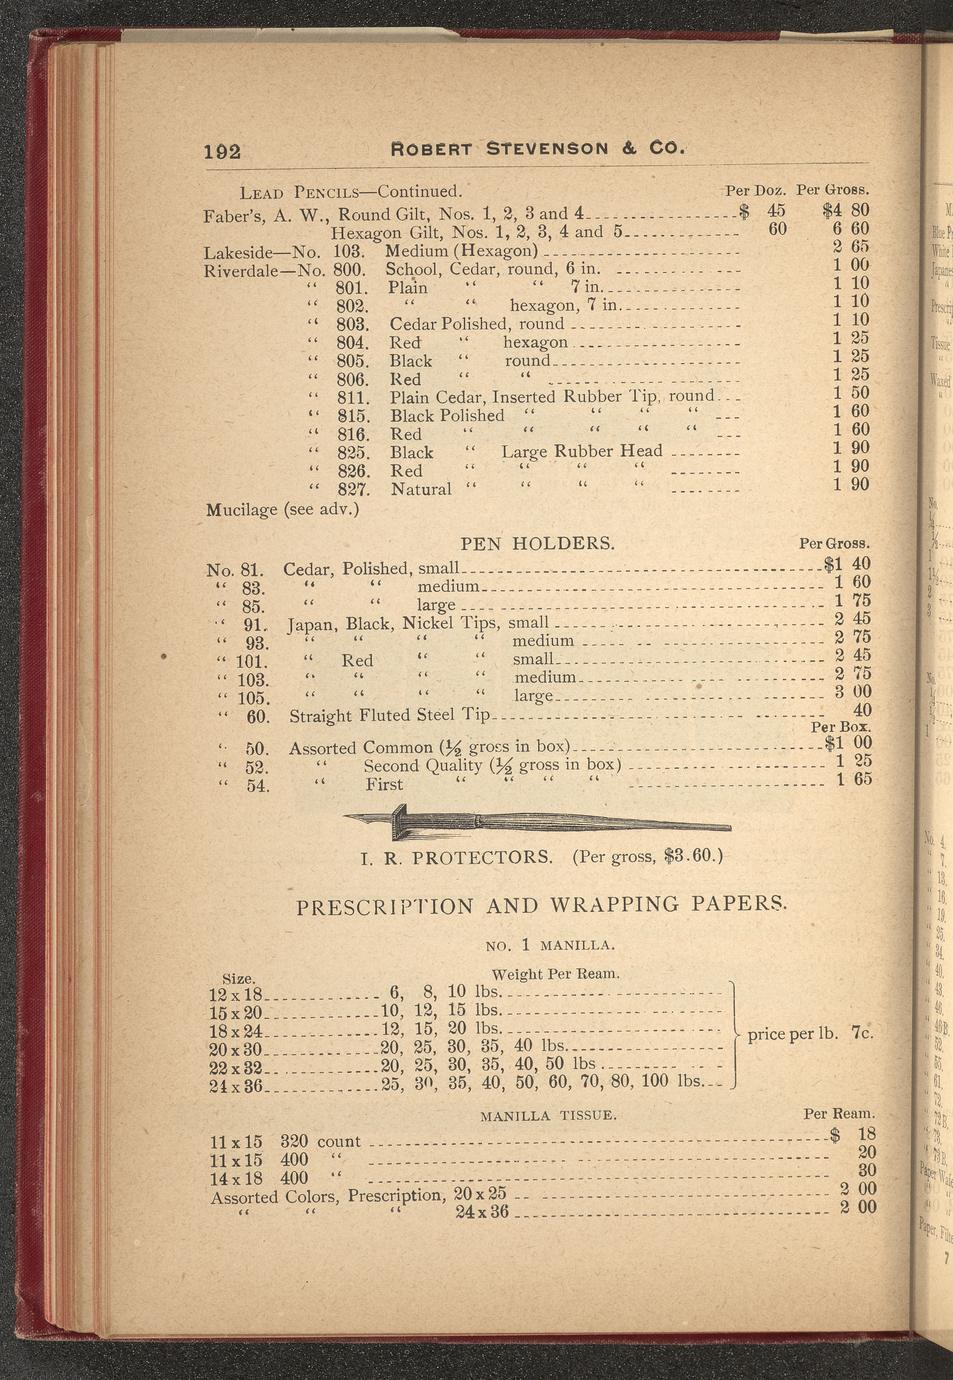 192 ROBERT STEVENSON & CO.
LEAD PENCILS—Continued. Per Doz. Per Gross.
Faber's, A. W., Round Gilt, Nos. 1, 2, 3 and 4 $ 45 $4 80
Hexagon Gilt, Nos. 1, 2, 3, 4 and 5 60 6 60
Lakeside—No. 103. Medium (Hexagon) 2 65
Riverdale—No. 800. School, Cedar, round, 6 in. 1 00
“ 801. Plain “ “ 7 in. 1 10
“ 802. “ “ hexagon, 7 in. 1 10
“ 803. Cedar Polished, round 1 10
“ 804. Red “ hexagon 1 25
“ 805. Black “ round 1 25
“ 806. Red “ “ 1 25
“ 811. Plain Cedar, Inserted Rubber Tip, round 1 50
“ 815. Black Polished “ “ “ “ 1 60
“ 816. Red “ “ “ “ “ 1 60
“ 825. Black “ Large Rubber Head 1 90
“ 826. Red “ “ “ “ 1 90
“ 827. Natural “ “ “ “ 1 90
Mucilage (see adv.)
PEN HOLDERS. Per Gross.
No. 81. Cedar, Polished, small $1 40
“ 83. “ “ medium 1 60
“ 85. “ “ large 1 75
“ 91. Japan, Black, Nickel Tips, small 2 45
“ 93. “ “ “ “ medium 2 75
“ 101. “ Red “ “ small 2 45
“ 103. “ “ “ “ medium 2 75
“ 105. “ “ “ “ large 3 00
“ 60. Straight Fluted Steel Tip 40
Per Box.
“ 50. Assorted Common (½ gross in box) $1 00
“ 52. “ Second Quality (½ gross in box) 1 25
“ 54. “ First “ “ “ “ 1 65
I. R. PROTECTORS. (Per gross, $3.60.)
PRESCRIPTION AND WRAPPING PAPERS.
NO. 1 MANILLA.
Size. Weight Per Ream.
12 x 18 6, 8, 10 lbs.
15 x 20 10, 12, 15 lbs.
18 x 24 12, 15, 20 lbs.
price per lb. 7c.
20 x 30 20, 25, 30, 35, 40 lbs.
22 x 32 20, 25, 30, 35, 40, 50 lbs
24 x 36 25, 30, 35, 40, 50, 60, 70, 80, 100 lbs.
MANILLA TISSUE. Per Ream.
11 x 15 320 count $ 18
11 x 15 400 “ 20
14 x 18 400 “ 30
Assorted Colors, Prescription, 20 x 25 2 00
“ “ “ 24 x 36 2 00